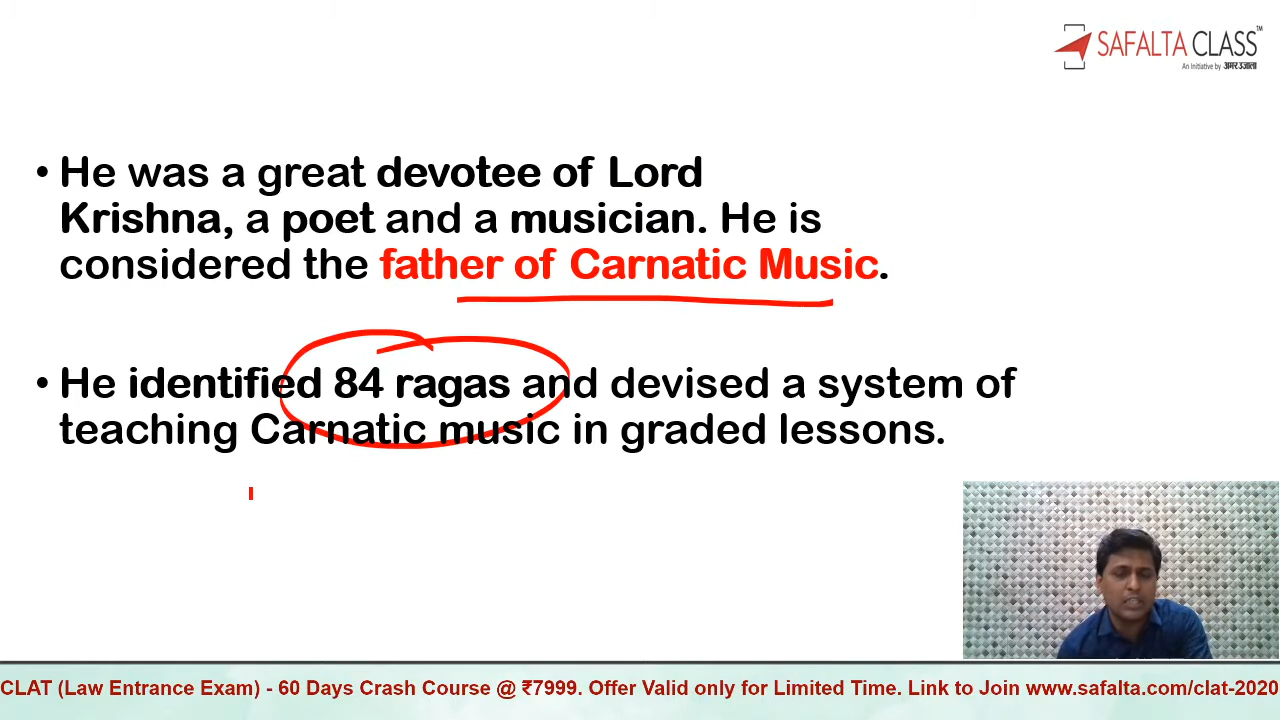 SAFALTA CLASS™
An Initiative by अमर उजाला
• He was a great devotee of Lord
Krishna, a poet and a musician. He is
considered the father of Carnatic Music.
• He identified 84 ragas and devised a system of
teaching Carnatic music in graded lessons.
CLAT (Law Entrance Exam) - 60 Days Crash Course @ ₹7999. Offer Valid only for Limited Time. Link to Join www.safalta.com/clat-2020